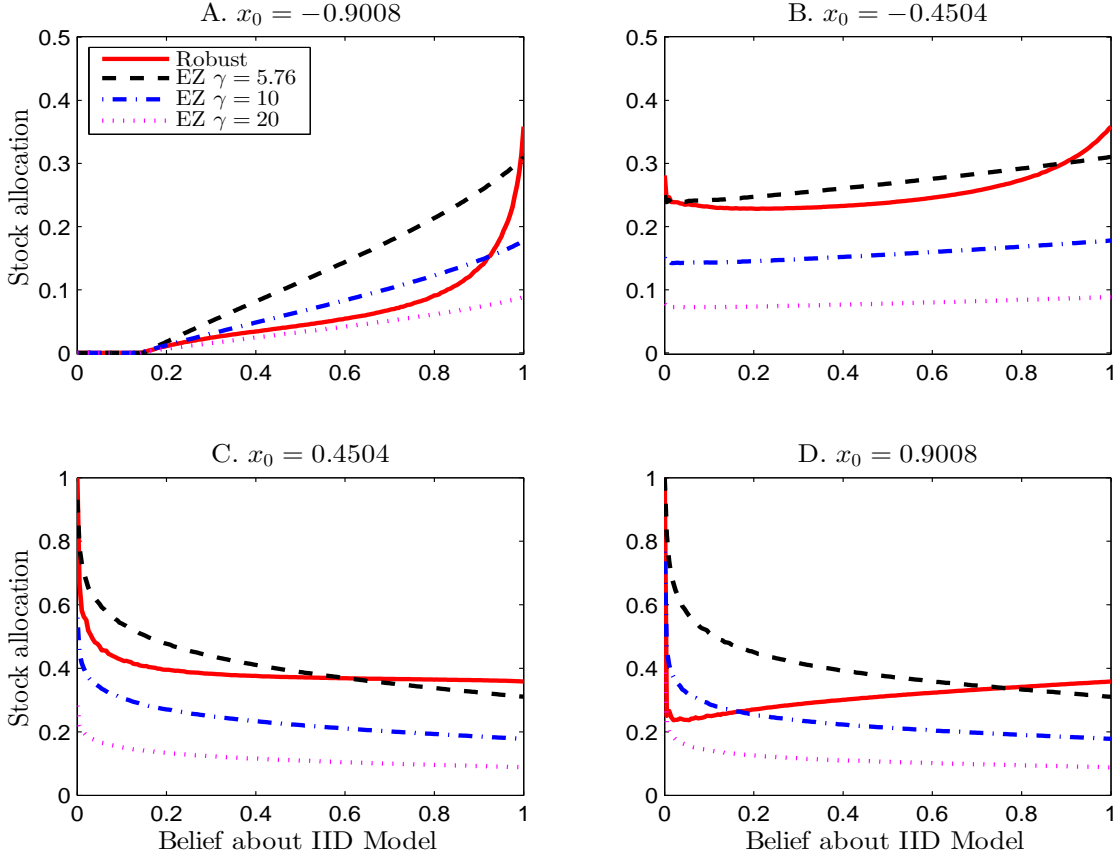 A. x₀ = −0.9008
B. x₀ = −0.4504
Stock allocation
0.5
0.4
0.3
0.2
0.1
0
Robust
EZ γ = 5.76
EZ γ = 10
EZ γ = 20
0 0.2 0.4 0.6 0.8 1
0.5
0.4
0.3
0.2
0.1
0
0 0.2 0.4 0.6 0.8 1
C. x₀ = 0.4504
D. x₀ = 0.9008
Stock allocation
1
0.8
0.6
0.4
0.2
0
0 0.2 0.4 0.6 0.8 1
Belief about IID Model
1
0.8
0.6
0.4
0.2
0
0 0.2 0.4 0.6 0.8 1
Belief about IID Model